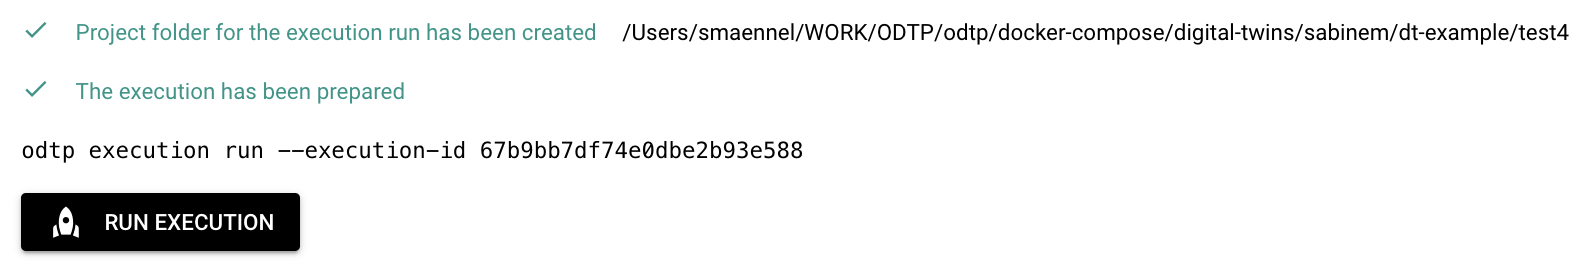 Project folder for the execution run has been created /Users/smaennel/WORK/ODTP/odtp/docker-compose/digital-twins/sabinem/dt-example/test4
The execution has been prepared
odtp execution run --execution-id 67b9bb7df74e0dbe2b93e588
RUN EXECUTION